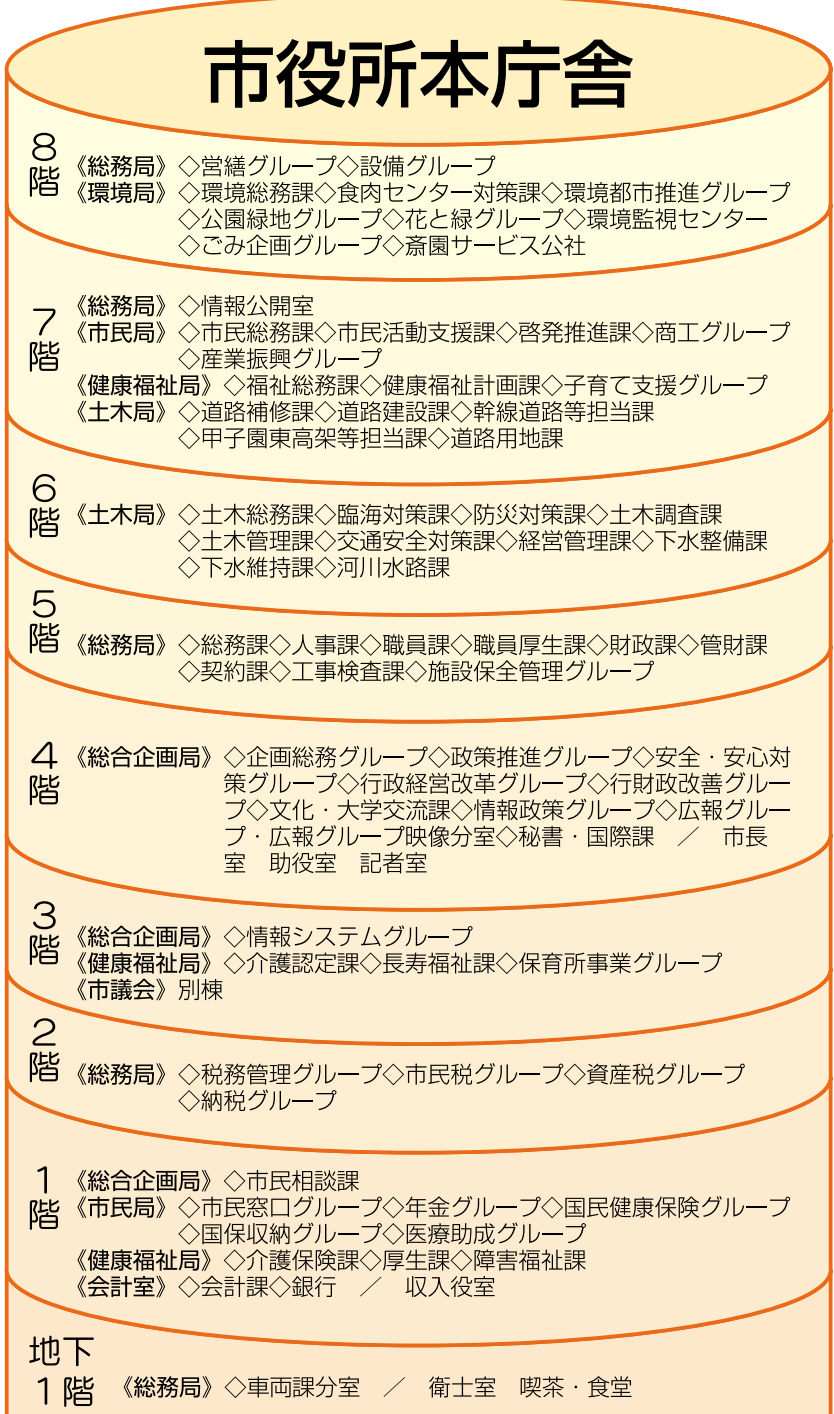 市役所本庁舎
8階
《総務局》◇営繕グループ◇設備グループ
《環境局》◇環境総務課◇食肉センター対策課◇環境都市推進グループ
◇公園緑地グループ◇花と緑グループ◇環境監視センター
◇ごみ企画グループ◇斎園サービス公社
7階
《総務局》◇情報公開室
《市民局》◇市民総務課◇市民活動支援課◇啓発推進課◇商工グループ
◇産業振興グループ
《健康福祉局》◇福祉総務課◇健康福祉計画課◇子育て支援グループ
《土木局》◇道路補修課◇道路建設課◇幹線道路等担当課
◇甲子園東高架等担当課◇道路用地課
6階
《土木局》◇土木総務課◇臨海対策課◇防災対策課◇土木調査課
◇土木管理課◇交通安全対策課◇経営管理課◇下水整備課
◇下水維持課◇河川水路課
5階
《総務局》◇総務課◇人事課◇職員課◇職員厚生課◇財政課◇管財課
◇契約課◇工事検査課◇施設保全管理グループ
4階
《総合企画局》◇企画総務グループ◇政策推進グループ◇安全・安心対
策グループ◇行政経営改革グループ◇行財政改善グルー
プ◇文化・大学交流課◇情報政策グループ◇広報グルー
プ・広報グループ映像分室◇秘書・国際課　／　市長
室　助役室　記者室
3階
《総合企画局》◇情報システムグループ
《健康福祉局》◇介護認定課◇長寿福祉課◇保育所事業グループ
《市議会》別棟
2階
《総務局》◇税務管理グループ◇市民税グループ◇資産税グループ
◇納税グループ
1階
《総合企画局》◇市民相談課
《市民局》◇市民窓口グループ◇年金グループ◇国民健康保険グループ
◇国保収納グループ◇医療助成グループ
《健康福祉局》◇介護保険課◇厚生課◇障害福祉課
《会計室》◇会計課◇銀行　／　収入役室
地下
1階
《総務局》◇車両課分室　／　衛士室　喫茶・食堂